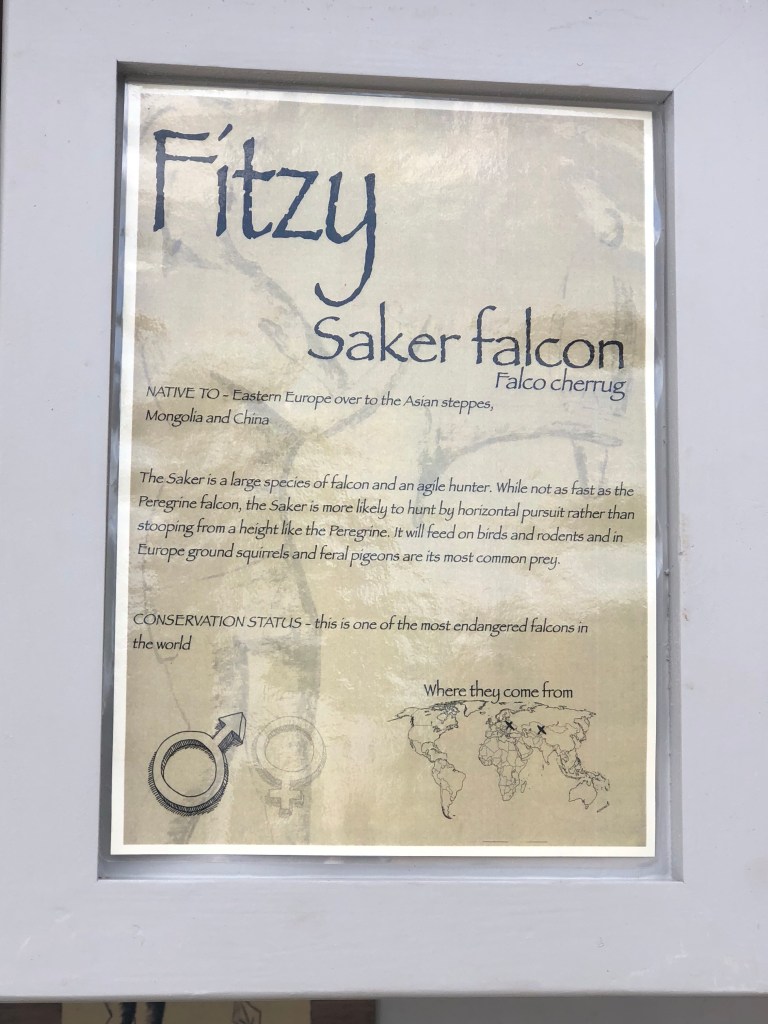 Fitzy
Saker falcon
Falco cherrug
NATIVE TO - Eastern Europe over to the Asian steppes,
Mongolia and China
The Saker is a large species of falcon and an agile hunter. While not as fast as the
Peregrine falcon, the Saker is more likely to hunt by horizontal pursuit rather than
stooping from a height like the Peregrine. It will feed on birds and rodents and in
Europe ground squirrels and feral pigeons are its most common prey.
CONSERVATION STATUS - this is one of the most endangered falcons in
the world
Where they come from
x x